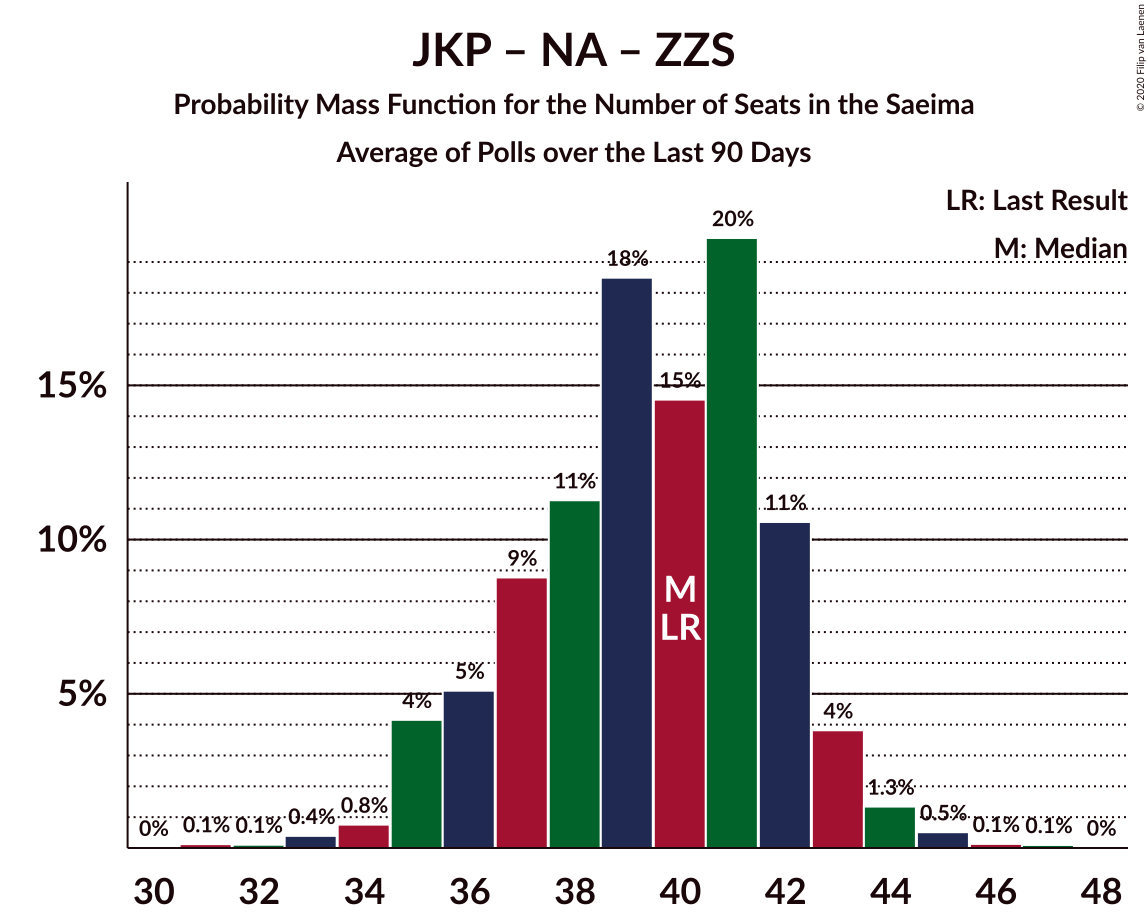 JKP – NA – ZZS
Probability Mass Function for the Number of Seats in the Saeima
Average of Polls over the Last 90 Days
© 2020 Filip van Laenen
LR: Last Result
M: Median
15%
10%
5%
0%
0.1%
0.1%
0.4%
0.8%
4%
5%
9%
11%
18%
15%
20%
11%
4%
1.3%
0.5%
0.1%
0.1%
0%
M
LR
30 32 34 36 38 40 42 44 46 48